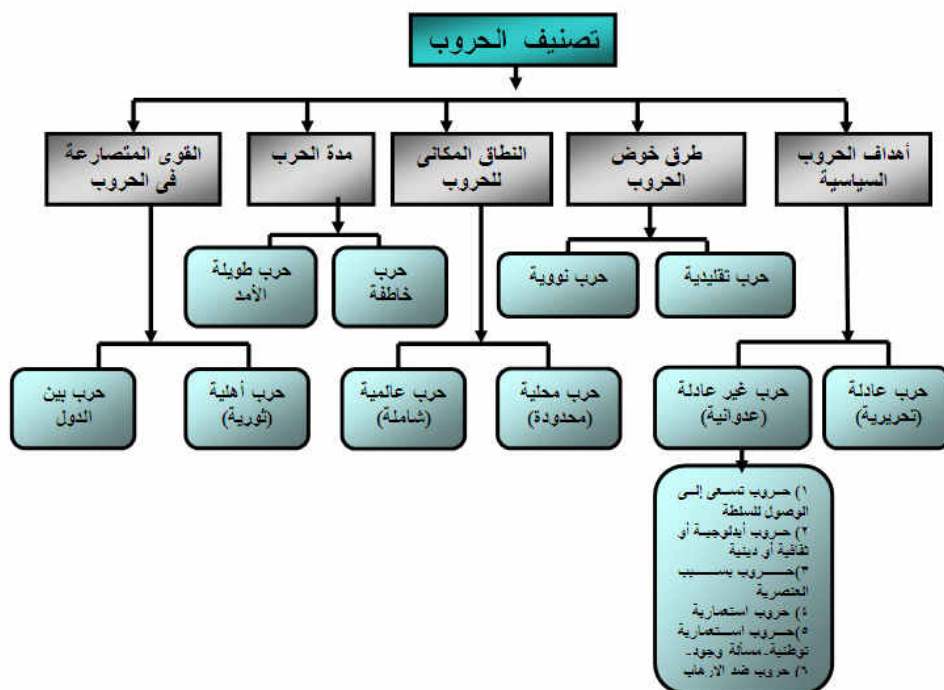 تصنيف الحروب
أهداف الحروب
السياسية
طرق خوض
الحروب
النطاق المكانى
للحروب
مدة الحرب
القوى المتصارعة
فى الحروب
حرب تقليدية
حرب نووية
حرب
خاطفة
حرب طويلة
الأمد
حرب عادلة
(تحريرية)
حرب غير عادلة
(عدوانية)
حرب محلية
(محدودة)
حرب عالمية
(شاملة)
حرب أهلية
(ثورية)
حرب بين
الدول
١) حروب تسعى إلى
الوصول للسلطة
٢) حروب أيدلوجية أو
ثقافية أو دينية
٣)حروب بسبب
العنصرية
٤) حروب استعمارية
٥)حروب استعمارية
توطنية- مسألة وجود-
٦) حروب ضد الارهاب